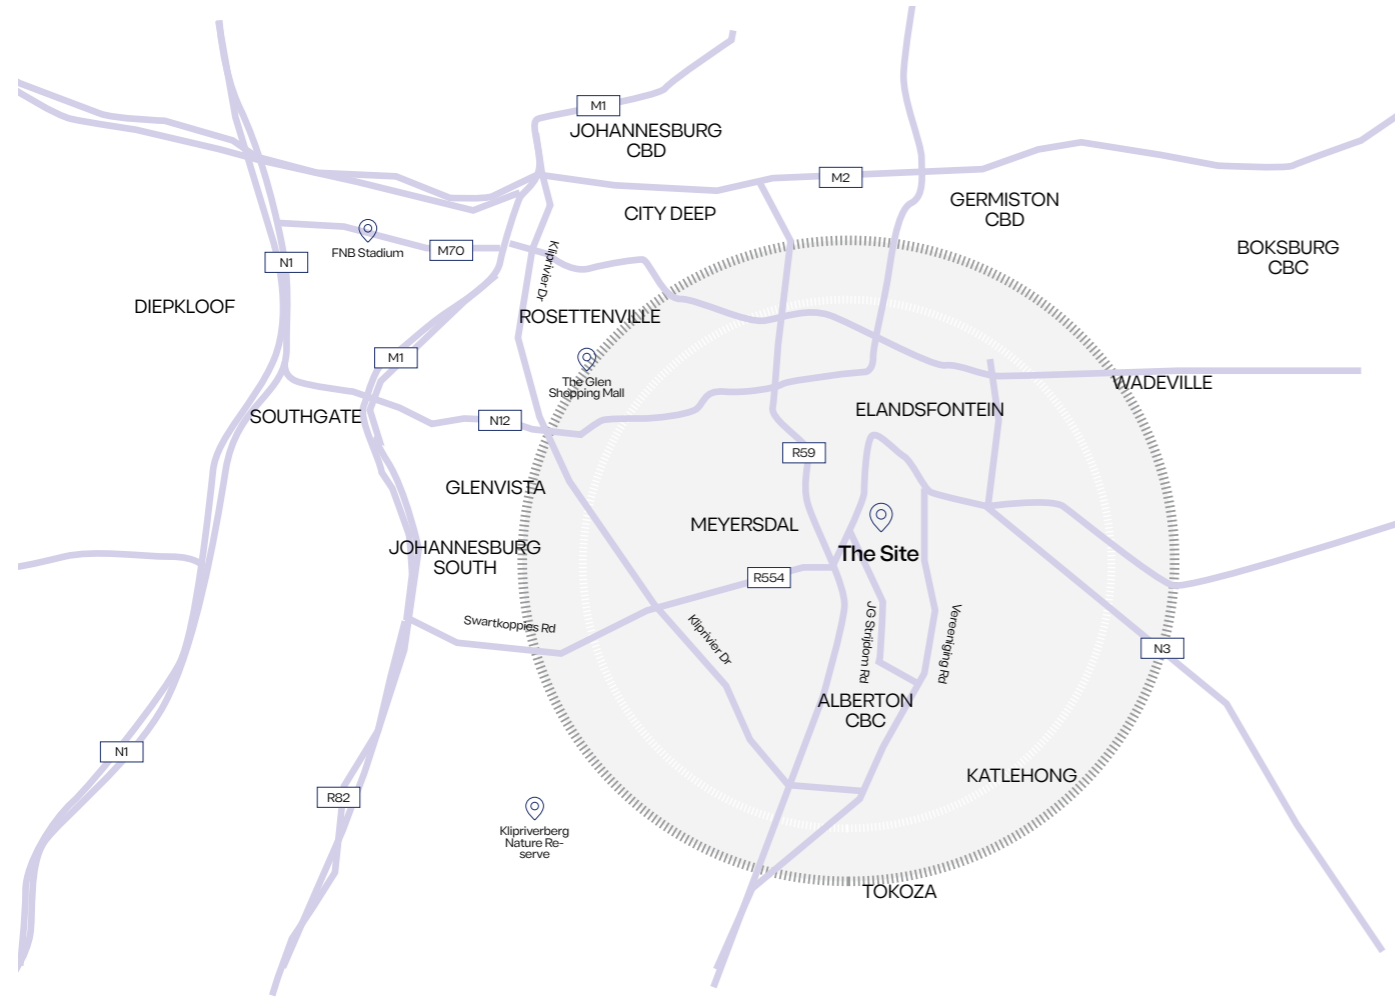 M1
JOHANNESBURG
CBD
M2
CITY DEEP
GERMISTON
CBD
FNB Stadium
M70
N1
Kliprivier Dr
BOKSBURG
CBC
DIEPKLOOF
ROSETTENVILLE
M1
The Glen
Shopping Mall
WADEVILLE
SOUTHGATE
N12
ELANDSFONTEIN
R59
GLENVISTA
MEYERSDAL
JOHANNESBURG
SOUTH
The Site
R554
Swartkoppies Rd
Kliprivier Dr
JG Strijdom Rd
Vereeniging Rd
N3
ALBERTON
CBC
N1
KATLEHONG
R82
Klipriverberg
Nature Re-
serve
TOKOZA